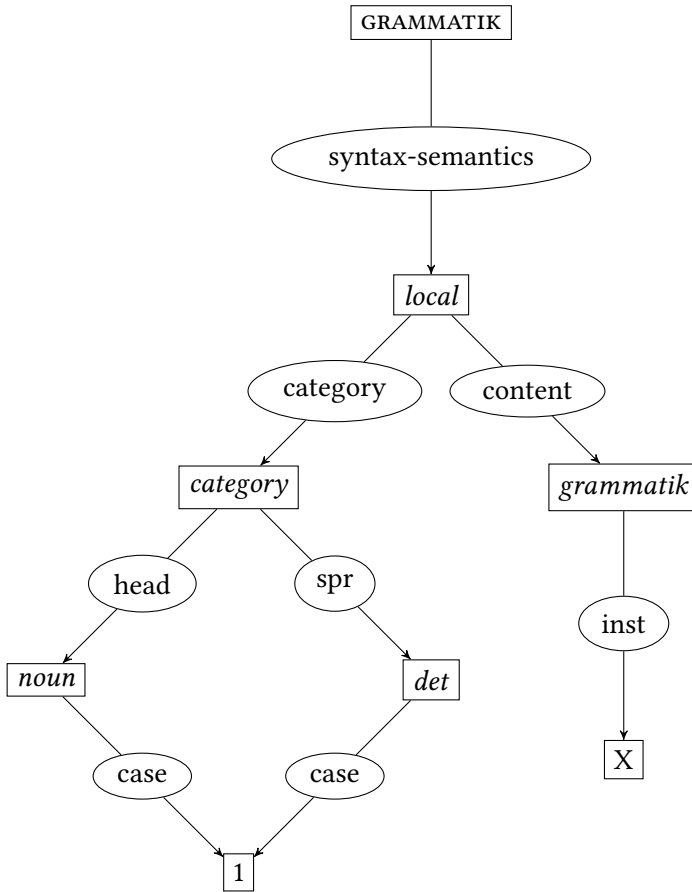 GRAMMATIK
syntax-semantics
local
category content
category grammatik
head spr
inst
noun det
case case X
1